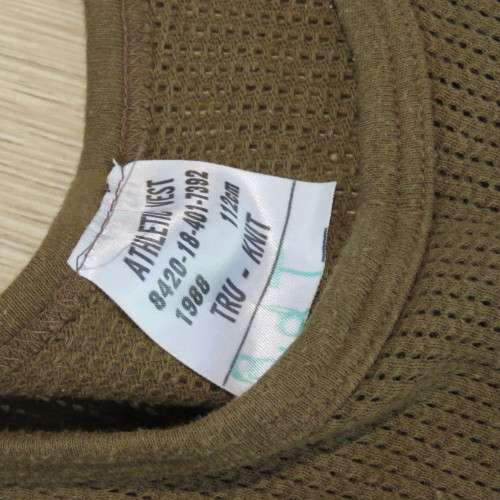 ATHLETIC VEST
8420-18-401-7392
1988 112cm
TRU - KNIT